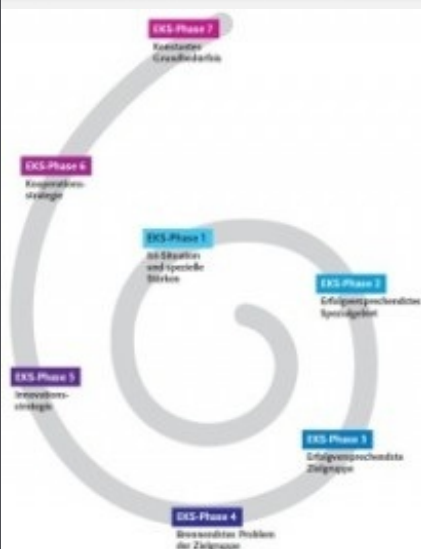 EKS-Phase 7
Konstantes
Grundbedürfnis
EKS-Phase 6
Kooperations-
strategie
EKS-Phase 1
Ist-Situation
und spezielle
Stärken
EKS-Phase 2
Erfolgversprechendstes
Spezialgebiet
EKS-Phase 5
Innovations-
strategie
EKS-Phase 3
Erfolgversprechendste
Zielgruppe
EKS-Phase 4
Brennendstes Problem
der Zielgruppe